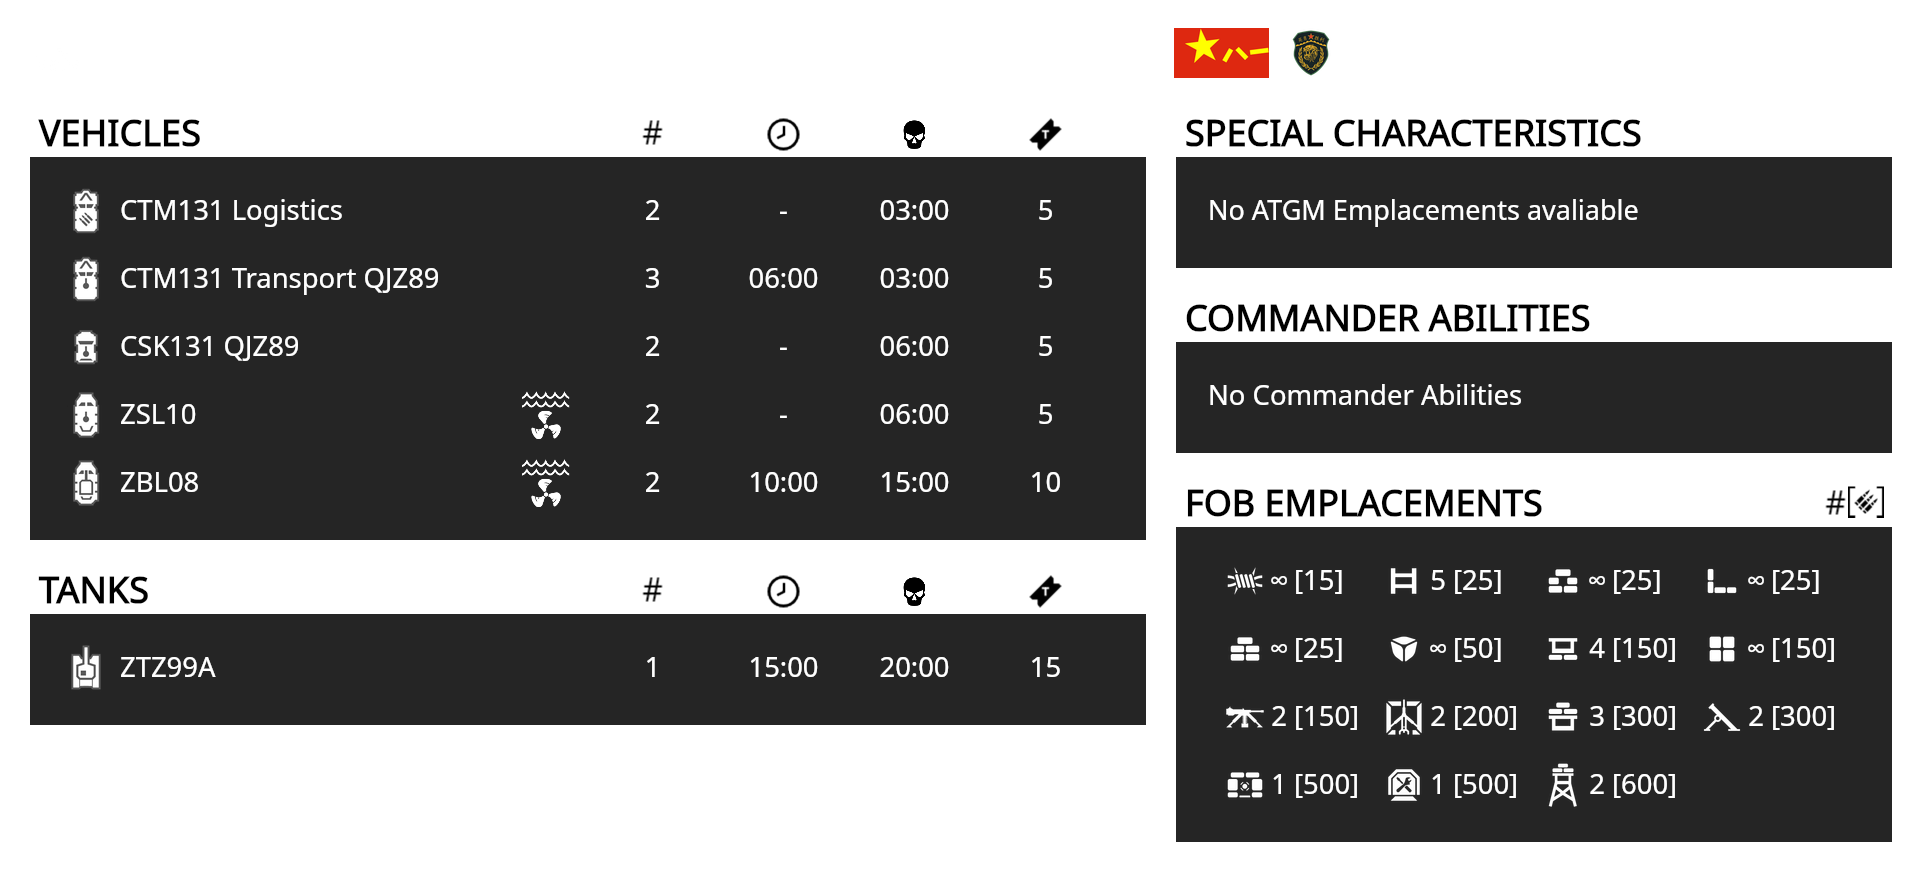 八一
VEHICLES #
CTM131 Logistics 2 - 03:00 5
CTM131 Transport QJZ89 3 06:00 03:00 5
CSK131 QJZ89 2 - 06:00 5
ZSL10 2 - 06:00 5
ZBL08 2 10:00 15:00 10
TANKS #
ZTZ99A 1 15:00 20:00 15
SPECIAL CHARACTERISTICS
No ATGM Emplacements avaliable
COMMANDER ABILITIES
No Commander Abilities
FOB EMPLACEMENTS #[]
∞ [15] 5 [25] ∞ [25] ∞ [25]
∞ [25] ∞ [50] 4 [150] ∞ [150]
2 [150] 2 [200] 3 [300] 2 [300]
1 [500] 1 [500] 2 [600]